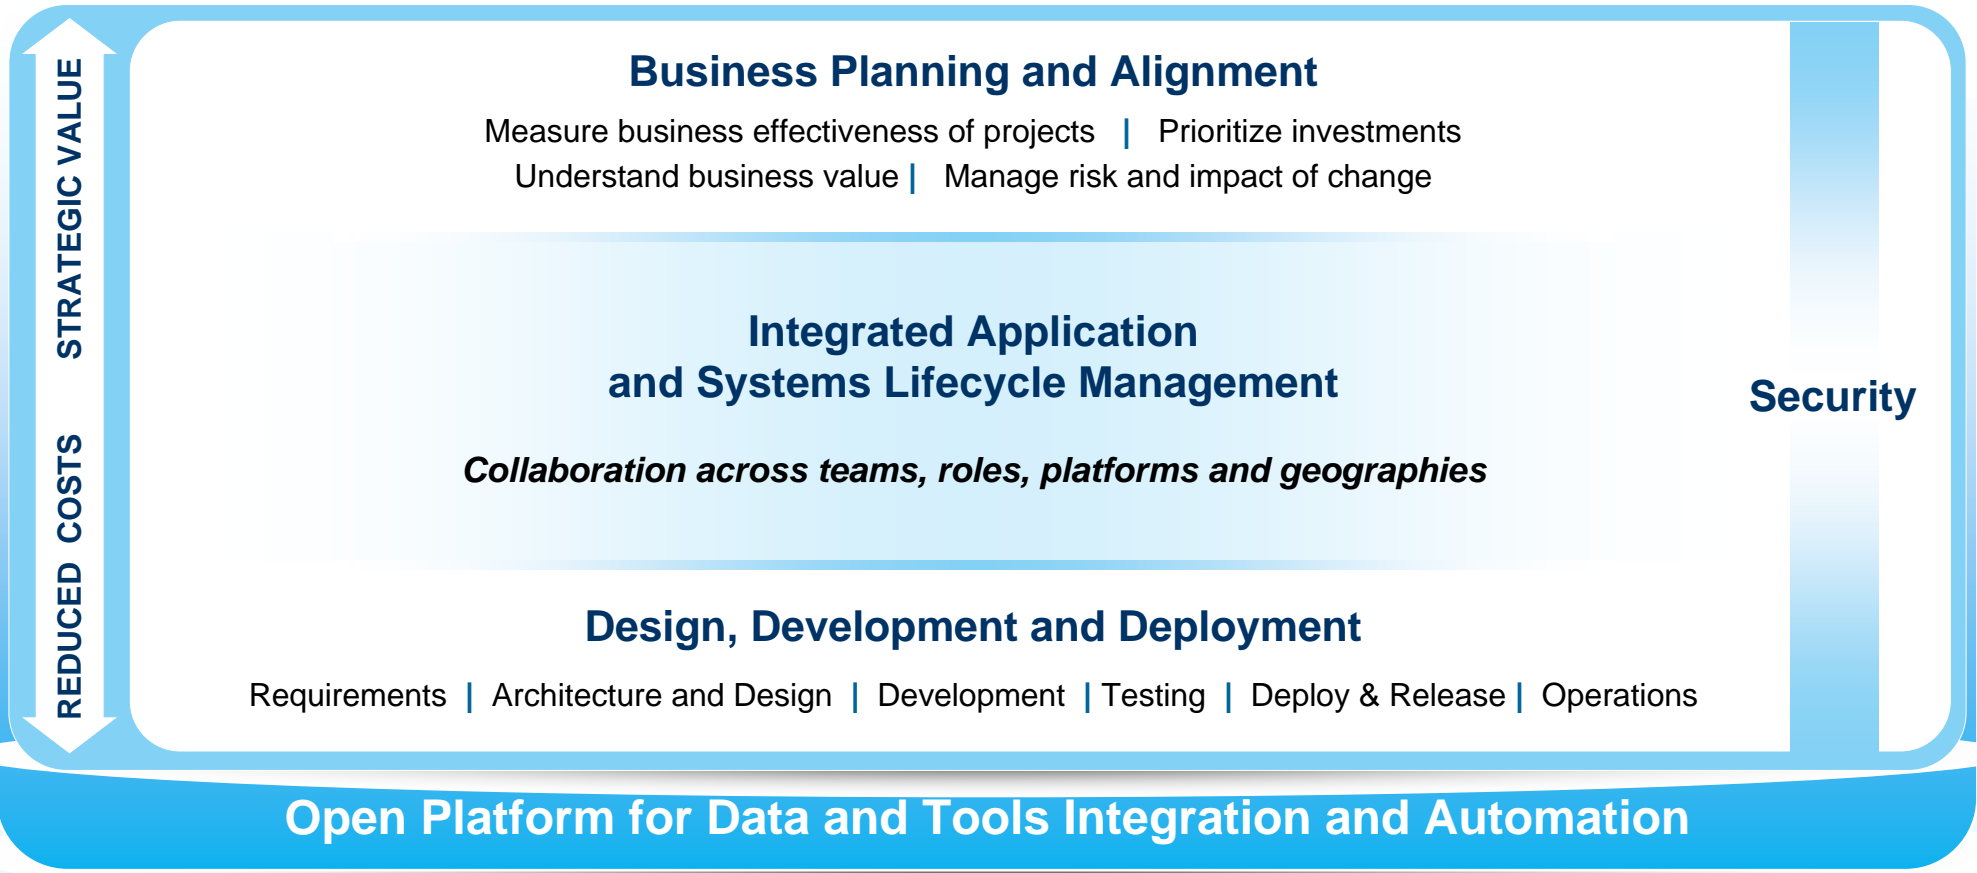 STRATEGIC VALUE
REDUCED COSTS
Business Planning and Alignment
Measure business effectiveness of projects | Prioritize investments
Understand business value | Manage risk and impact of change
Integrated Application
and Systems Lifecycle Management
Collaboration across teams, roles, platforms and geographies
Security
Design, Development and Deployment
Requirements | Architecture and Design | Development | Testing | Deploy & Release | Operations
Open Platform for Data and Tools Integration and Automation